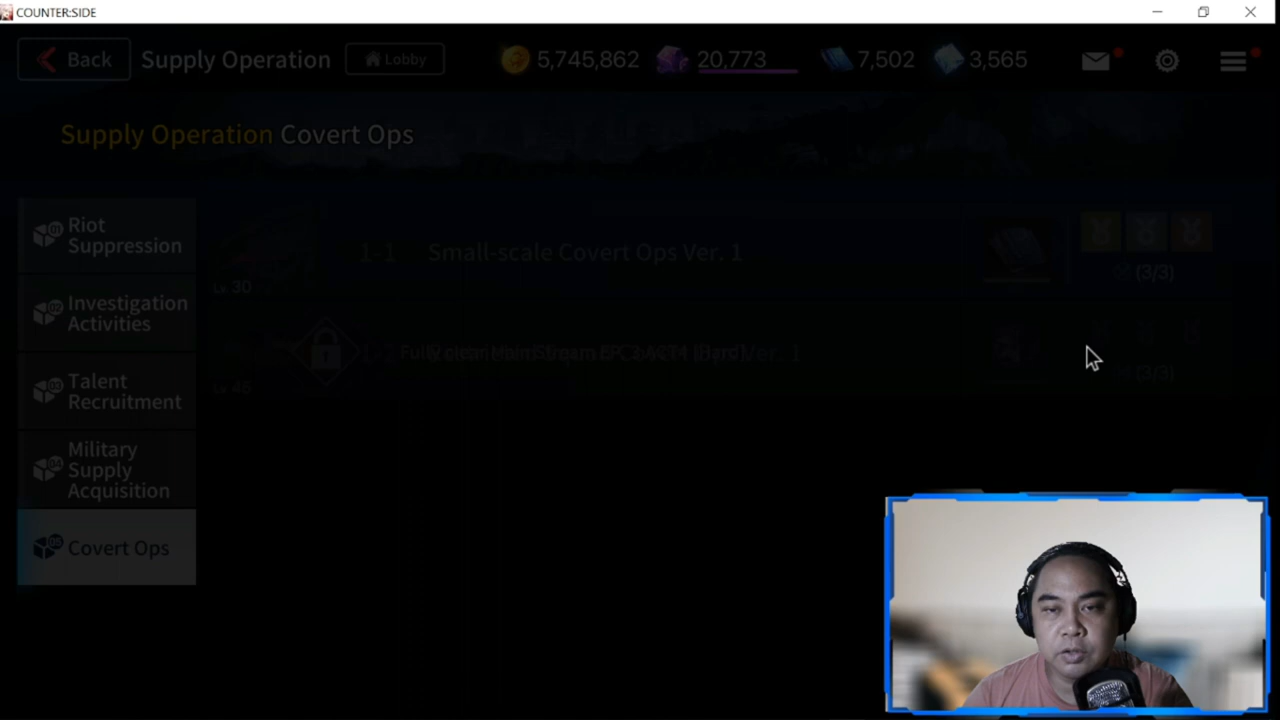 COUNTER:SIDE
Back Supply Operation Lobby 5,745,862 20,773 7,502 3,565
Supply Operation Covert Ops
Riot
Suppression
1-1 Small-scale Covert Ops Ver. 1
(3/3)
Lv. 30
Investigation
Activities
1-2
(3/3)
Lv. 46
Talent
Recruitment
Military
Supply
Acquisition
Covert Ops